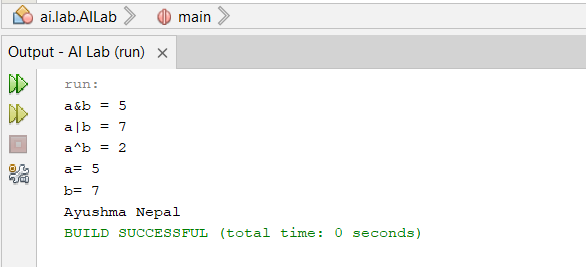 ai.lab.AILab main
Output - AI Lab (run) ×
run:
a&b = 5
a|b = 7
a^b = 2
a= 5
b= 7
Ayushma Nepal
BUILD SUCCESSFUL (total time: 0 seconds)